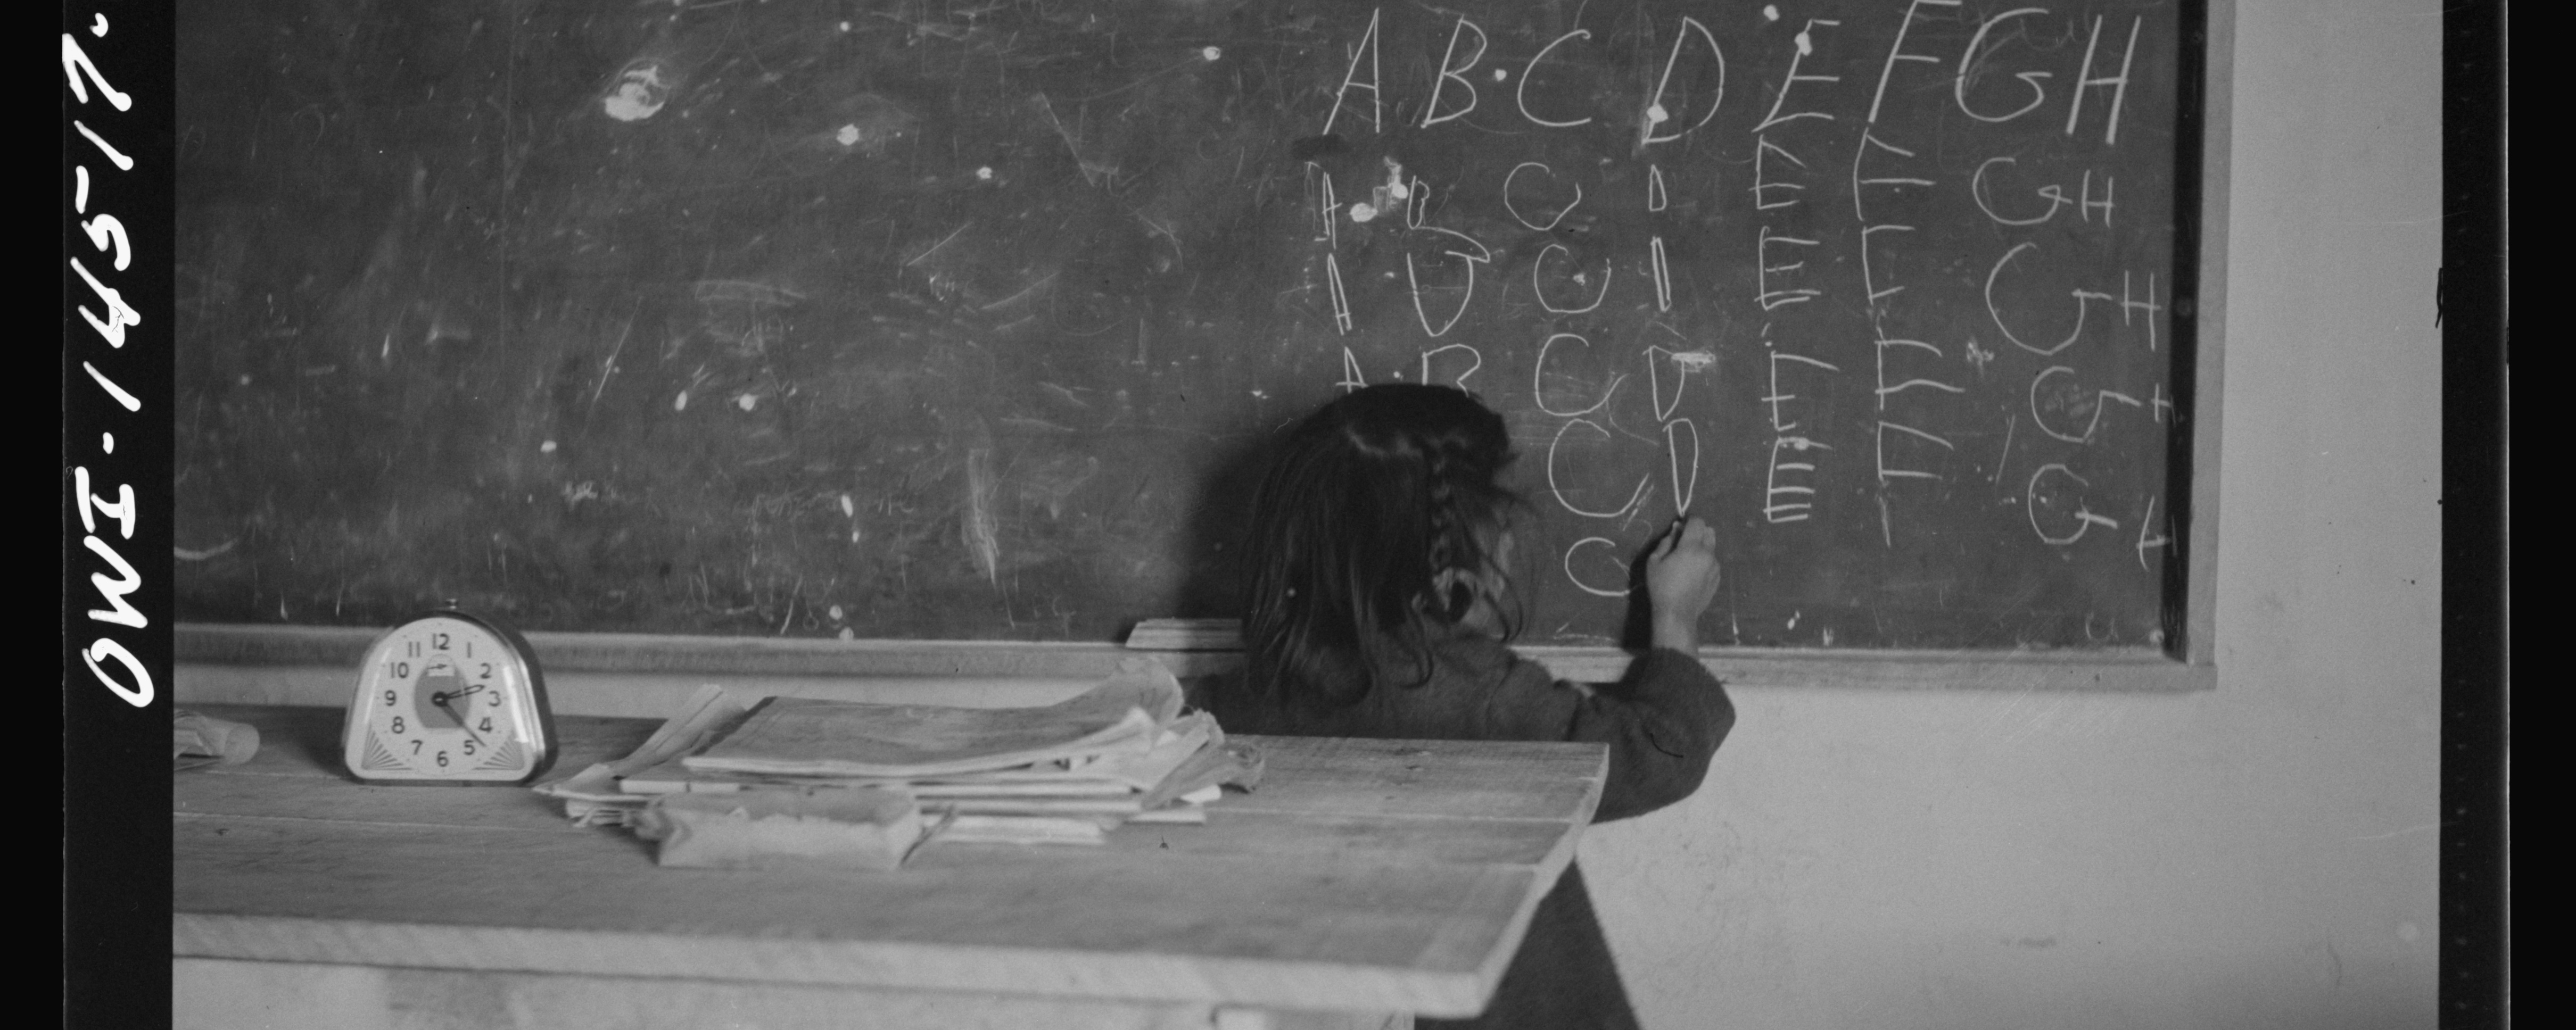 OWI-14517.
A B C D E F G H
A B C D E F G H
A B C D E F G H
A B C D E F G H
C D E F G H
C
12
11 1
10 2
9 3
8 4
7 5
6